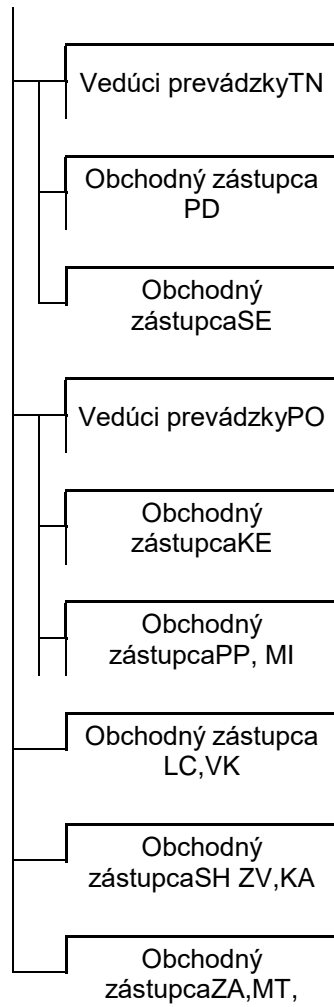 Vedúci prevádzkyTN
Obchodný zástupca
PD
Obchodný
zástupcaSE
Vedúci prevádzkyPO
Obchodný
zástupcaKE
Obchodný
zástupcaPP, MI
Obchodný zástupca
LC,VK
Obchodný
zástupcaSH ZV,KA
Obchodný
zástupcaZA,MT,